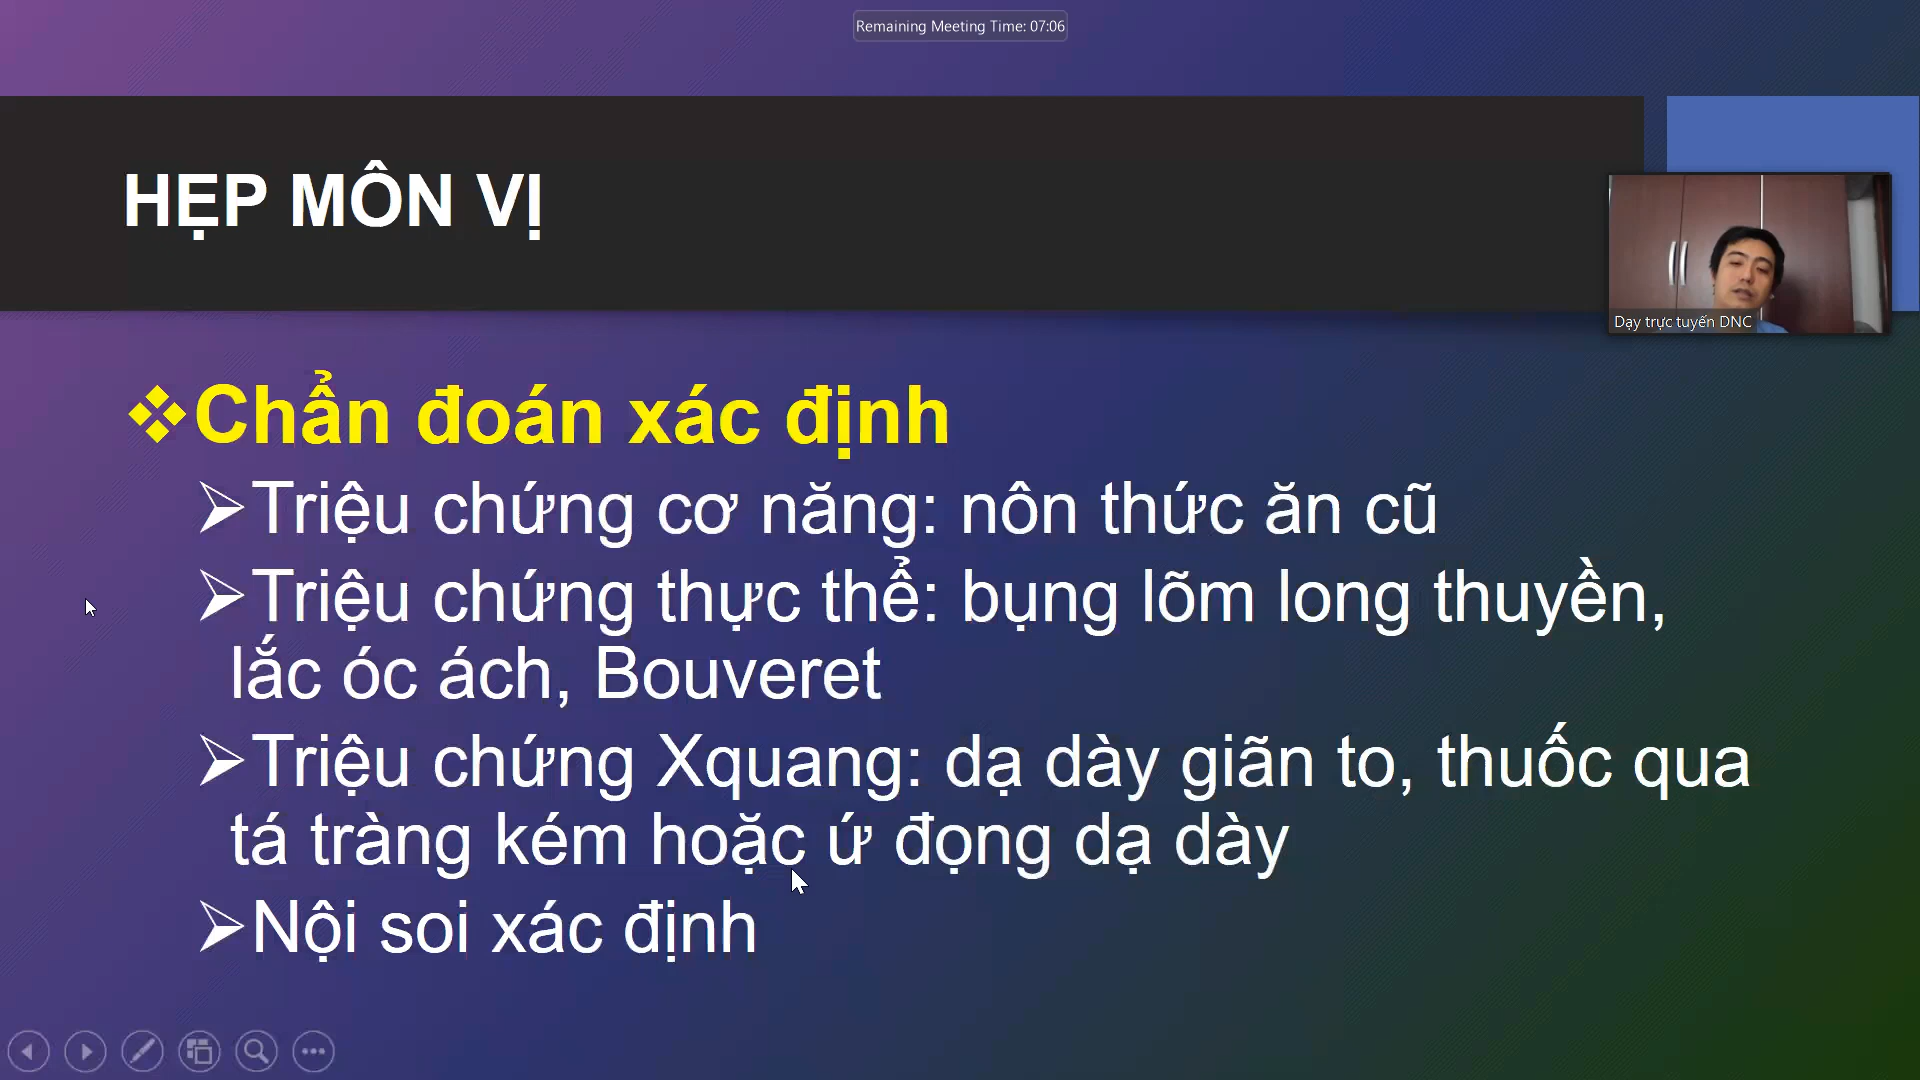 Remaining Meeting Time: 07:06
HẸP MÔN VỊ
Dạy trực tuyến DNC
Chẩn đoán xác định
Triệu chứng cơ năng: nôn thức ăn cũ
Triệu chứng thực thể: bụng lõm long thuyền,
lắc óc ách, Bouveret
Triệu chứng Xquang: dạ dày giãn to, thuốc qua
tá tràng kém hoặc ứ đọng dạ dày
Nội soi xác định